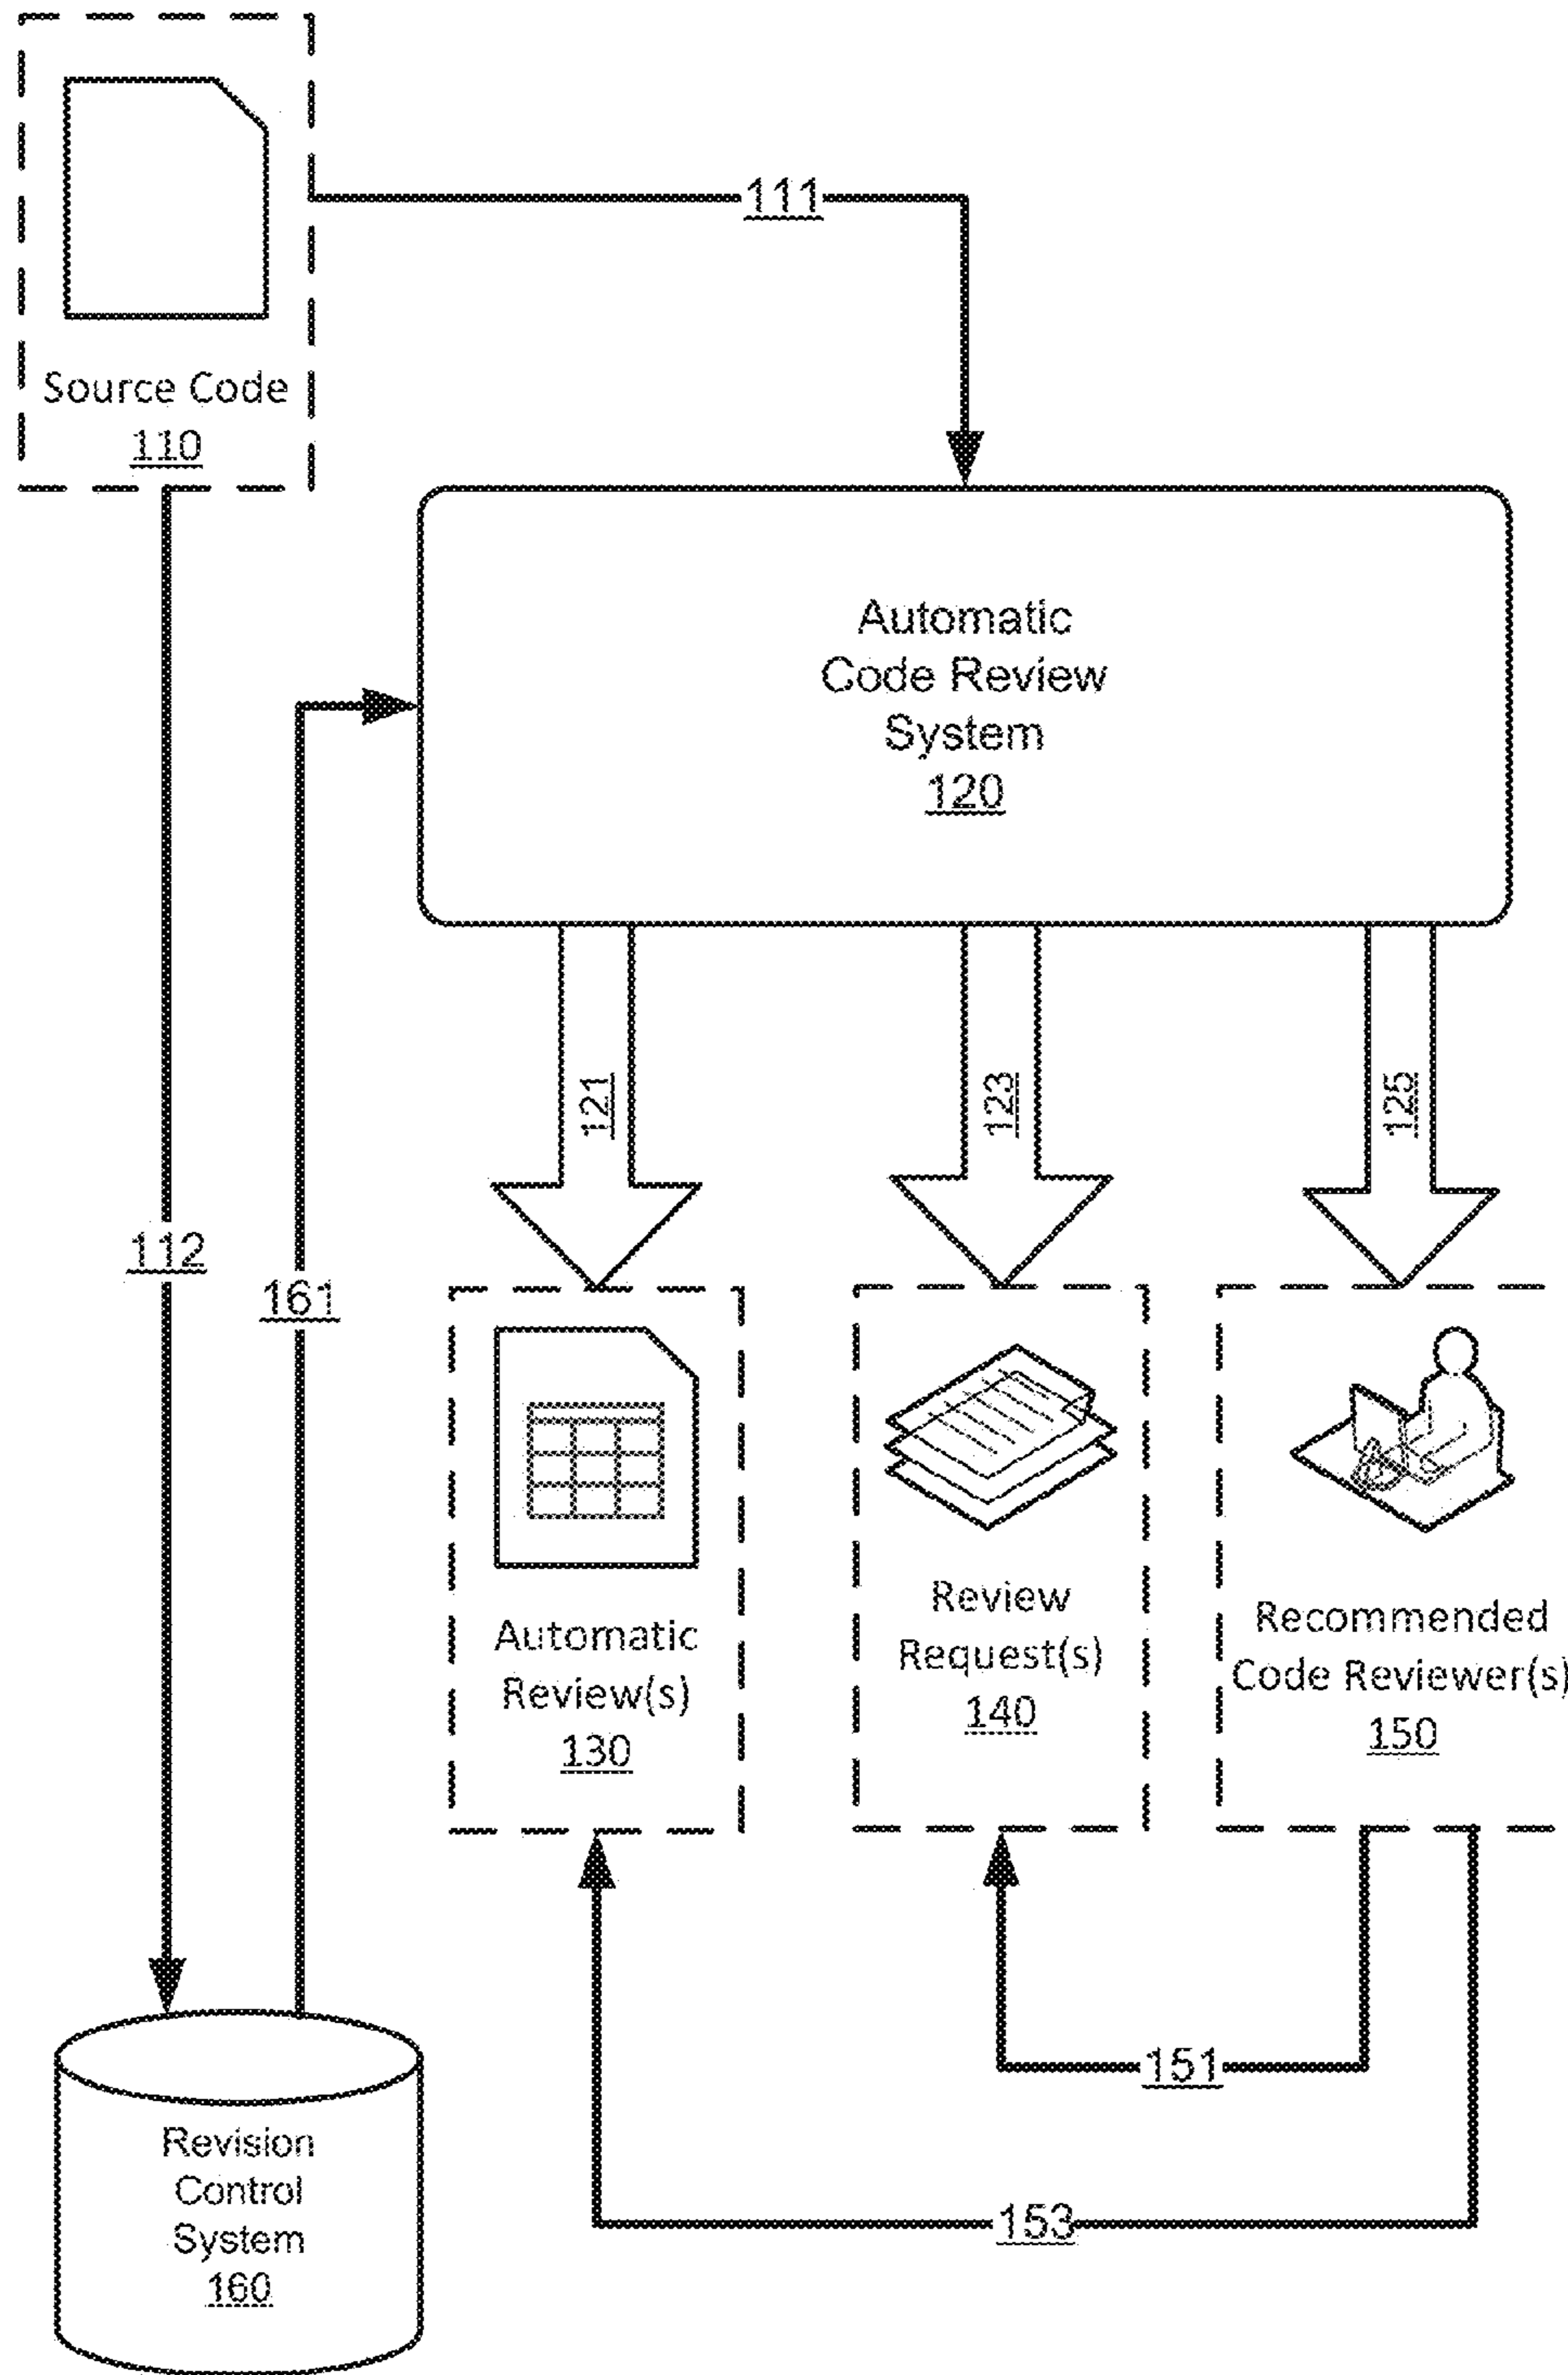 Source Code
110
111
Automatic
Code Review
System
120
121
123
125
112
161
Automatic
Review(s)
130
Review
Request(s)
140
Recommended
Code Reviewer(s)
150
151
153
Revision
Control
System
160